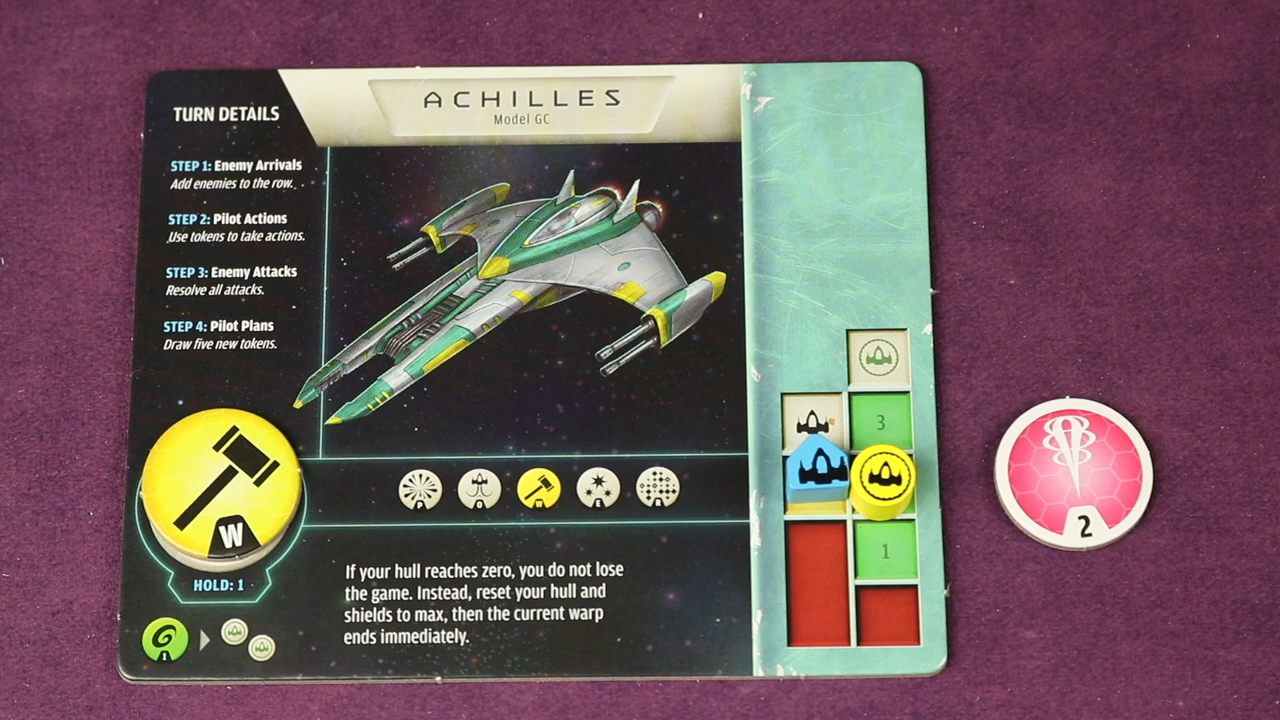 TURN DETAILS
STEP 1: Enemy Arrivals
Add enemies to the row.
STEP 2: Pilot Actions
Use tokens to take actions.
STEP 3: Enemy Attacks
Resolve all attacks.
STEP 4: Pilot Plans
Draw five new tokens.
ACHILLES
Model GC
W
HOLD: 1
1
P
W
E
If your hull reaches zero, you do not lose
the game. Instead, reset your hull and
shields to max, then the current warp
ends immediately.
3
1
2